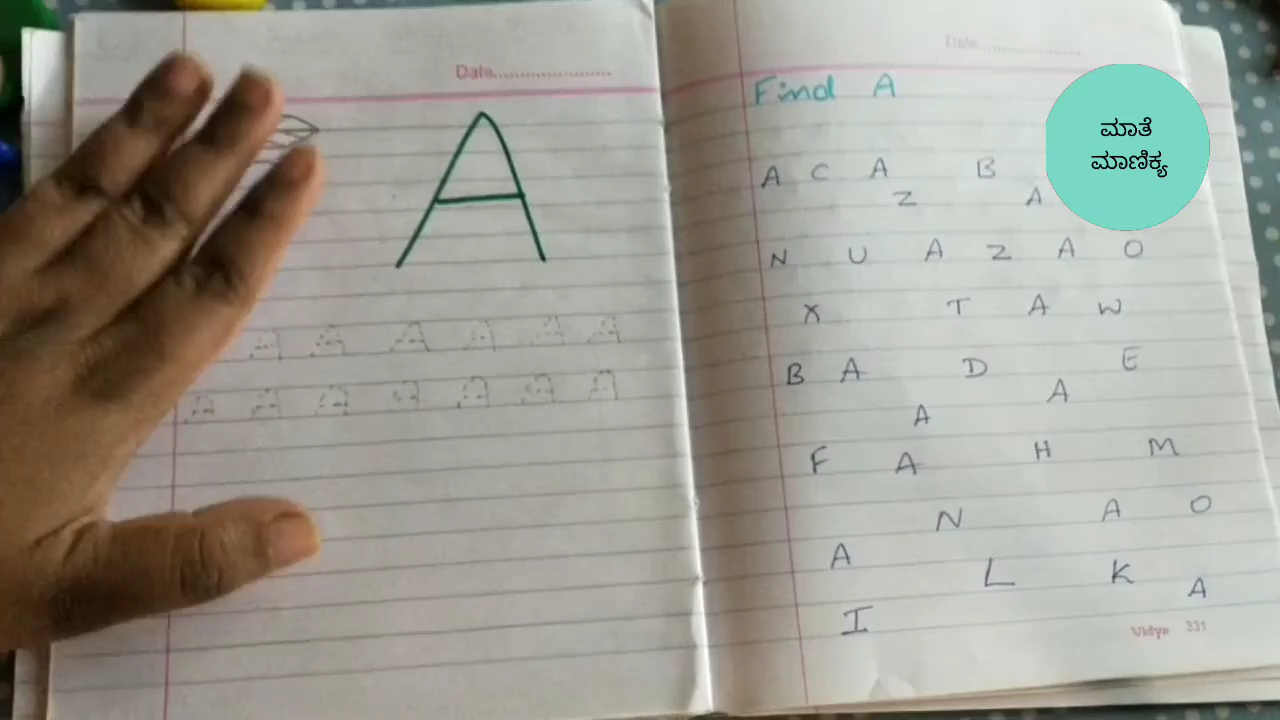 Date....................
A
A A A A A A
A A A A A A A
Date....................
Find A
A C A B
Z A
N U A Z A O
X T A W
B A D E
A A
F A H M
N A O
A L K A
I
Vidya 331
ಮಾತೆ
ಮಾಣಿಕ್ಯ